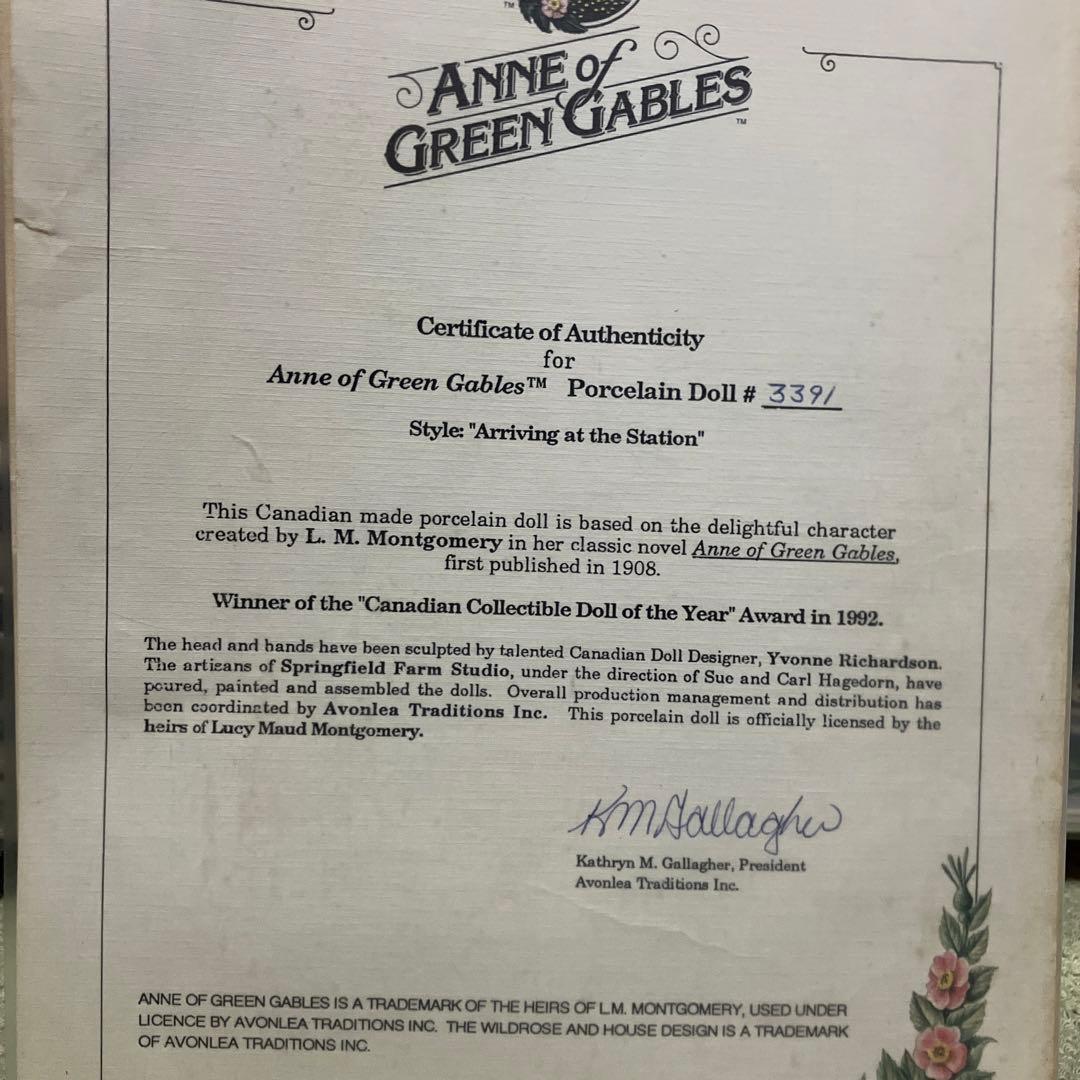 ™
ANNE of
GREEN GABLES
™
Certificate of Authenticity
for
Anne of Green Gables™ Porcelain Doll # 3391
Style: "Arriving at the Station"
This Canadian made porcelain doll is based on the delightful character
created by L. M. Montgomery in her classic novel Anne of Green Gables,
first published in 1908.
Winner of the "Canadian Collectible Doll of the Year" Award in 1992.
The head and hands have been sculpted by talented Canadian Doll Designer, Yvonne Richardson.
The artisans of Springfield Farm Studio, under the direction of Sue and Carl Hagedorn, have
poured, painted and assembled the dolls. Overall production management and distribution has
been coordinated by Avonlea Traditions Inc. This porcelain doll is officially licensed by the
heirs of Lucy Maud Montgomery.
KM Gallagher
Kathryn M. Gallagher, President
Avonlea Traditions Inc.
ANNE OF GREEN GABLES IS A TRADEMARK OF THE HEIRS OF L.M. MONTGOMERY, USED UNDER
LICENCE BY AVONLEA TRADITIONS INC. THE WILDROSE AND HOUSE DESIGN IS A TRADEMARK
OF AVONLEA TRADITIONS INC.